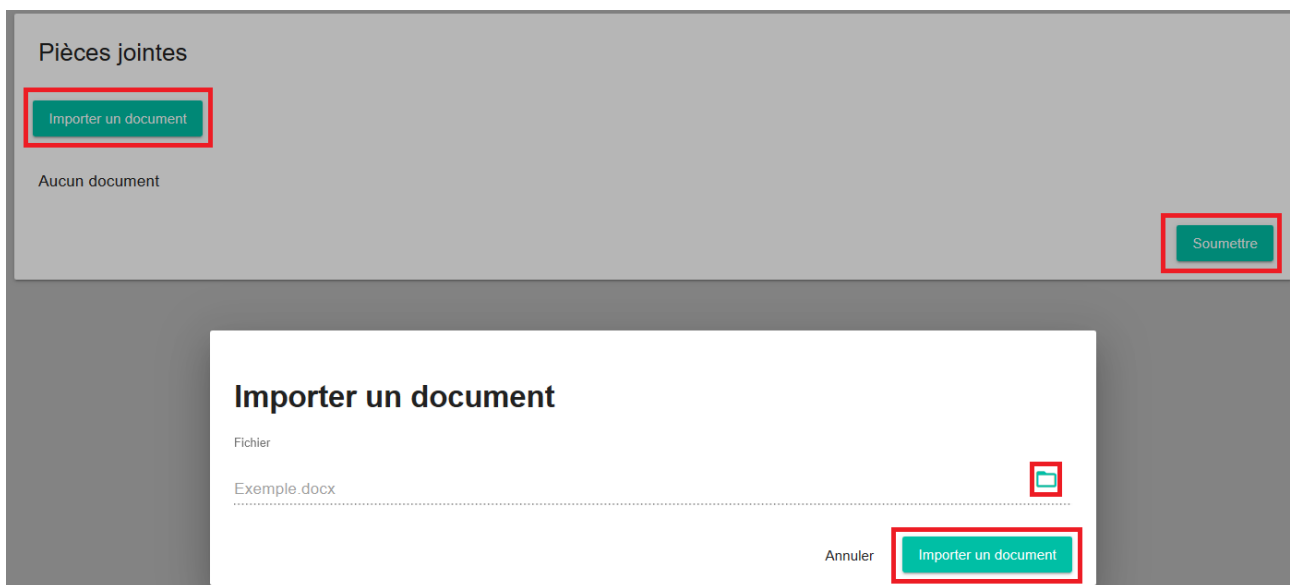 Pièces jointes
Importer un document
Aucun document
Soumettre
Importer un document
Fichier
Exemple.docx
Annuler
Importer un document